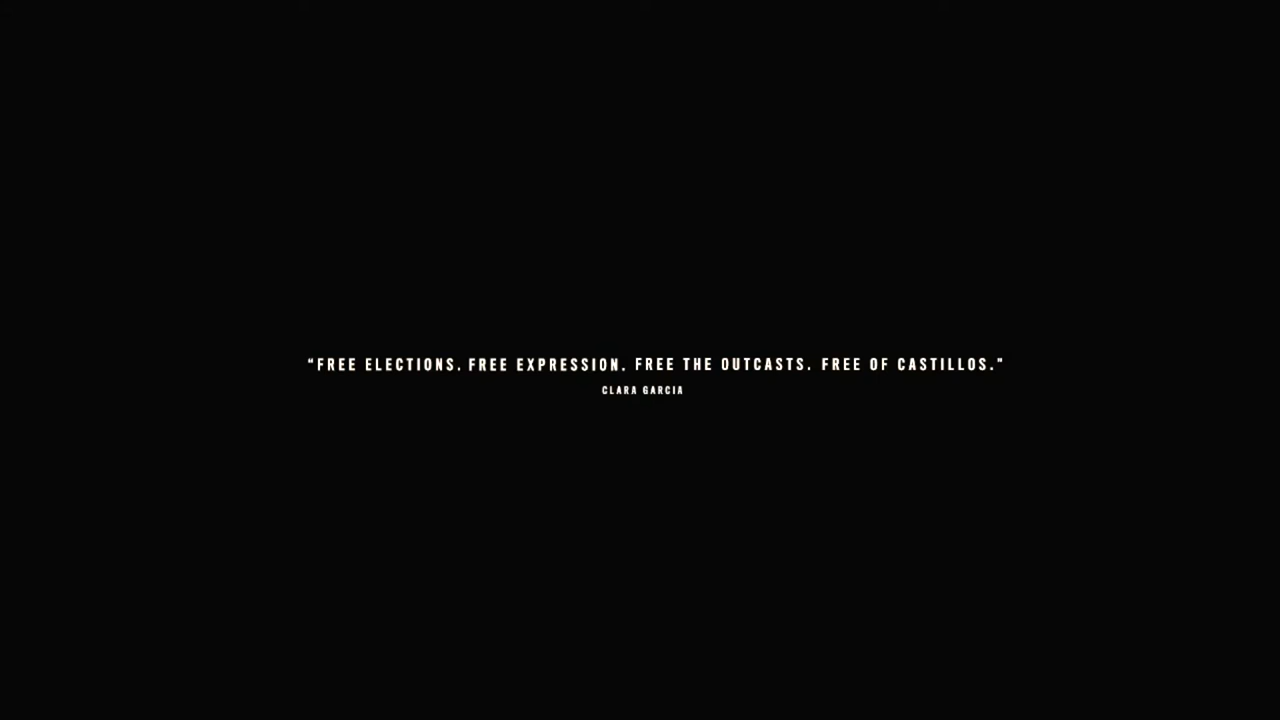 "FREE ELECTIONS. FREE EXPRESSION. FREE THE OUTCASTS. FREE OF CASTILLOS."
CLARA GARCIA